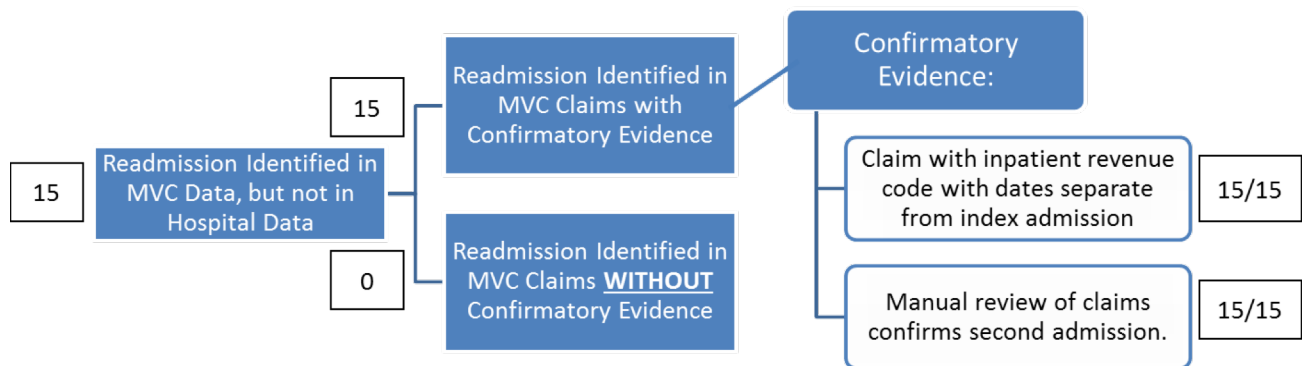 15
Readmission Identified in
MVC Data, but not in
Hospital Data
15
Readmission Identified in
MVC Claims with
Confirmatory Evidence
0
Readmission Identified in
MVC Claims WITHOUT
Confirmatory Evidence
Confirmatory
Evidence:
Claim with inpatient revenue
code with dates separate
from index admission
15/15
Manual review of claims
confirms second admission.
15/15